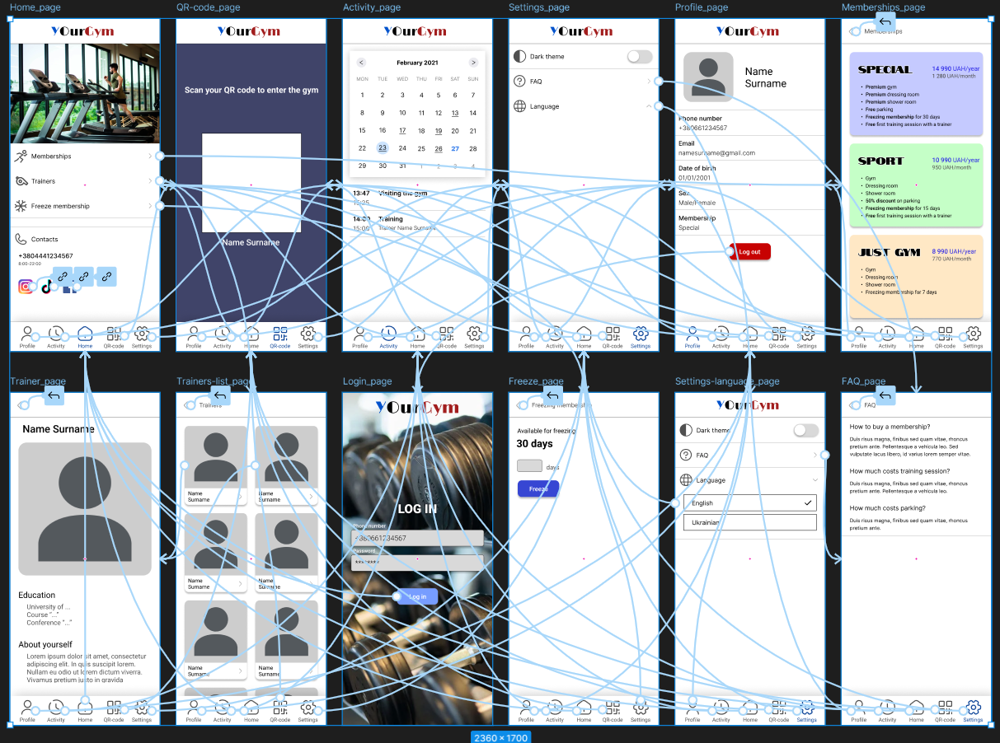 Home_page
yOurGym
Memberships
Trainers
Freeze membership
Contacts
+3804441234567
8:00-22:00
Profile
Activity
Home
QR-code
Settings
QR-code_page
yOurGym
Scan your QR code to enter the gym
Name Surname
Profile
Activity
Home
QR-code
Settings
Activity_page
yOurGym
< February 2021 >
MON TUE WED THU FRI SAT SUN
1 2 3 4 5 6 7
8 9 10 11 12 13 14
15 16 17 18 19 20 21
22 23 24 25 26 27 28
29 30 31 1 2 3 4
13:47 Visiting the gym
15:25
14:00 Training
15:00 Trainer Name Surname
Profile
Activity
Home
QR-code
Settings
Settings_page
yOurGym
Dark theme
FAQ
Language
Profile
Activity
Home
QR-code
Settings
Profile_page
yOurGym
Name
Surname
Phone number
+380661234567
Email
namesurname@gmail.com
Date of birth
01/01/2001
Sex
Male/Female
Membership
Special
Log out
Profile
Activity
Home
QR-code
Settings
Memberships_page
Memberships
SPECIAL
14 990 UAH/year
1 280 UAH/month
• Premium gym
• Premium dressing room
• Premium shower room
• Free parking
• Freezing membership for 30 days
• Free first training session with a trainer
SPORT
10 990 UAH/year
950 UAH/month
• Gym
• Dressing room
• Shower room
• 50% discount on parking
• Freezing membership for 15 days
• Free first training session with a trainer
JUST GYM
8 990 UAH/year
770 UAH/month
• Gym
• Dressing room
• Shower room
• Freezing membership for 7 days
Profile
Activity
Home
QR-code
Settings
Trainer_page
Name Surname
Education
University of ...
Course "..."
Conference "..."
About yourself
Lorem ipsum dolor sit amet, consectetur
adipiscing elit. In quis suscipit lorem.
Nullam eu odio ut lorem dictum viverra.
Vivamus pretium justo in gravida
Profile
Activity
Home
QR-code
Settings
Trainers-list_page
Trainers
Name
Surname
Name
Surname
Name
Surname
Name
Surname
Name
Surname
Name
Surname
Profile
Activity
Home
QR-code
Settings
Login_page
yOurGym
LOG IN
Phone number
+380661234567
Password
********
Log in
Freeze_page
Freezing membership
Available for freezing
30 days
days
Freeze
Profile
Activity
Home
QR-code
Settings
Settings-language_page
yOurGym
Dark theme
FAQ
Language
English
Ukrainian
Profile
Activity
Home
QR-code
Settings
FAQ_page
FAQ
How to buy a membership?
Duis risus magna, finibus sed quam vitae, rhoncus
pretium ante. Pellentesque a vehicula leo. Sed
vulputate lacus libero, id varius lorem semper vitae.
How much costs training session?
Duis risus magna, finibus sed quam vitae, rhoncus
pretium ante. Pellentesque a vehicula leo.
How much costs parking?
Duis risus magna, finibus sed quam vitae, rhoncus
pretium ante.
Profile
Activity
Home
QR-code
Settings
2360 × 1700